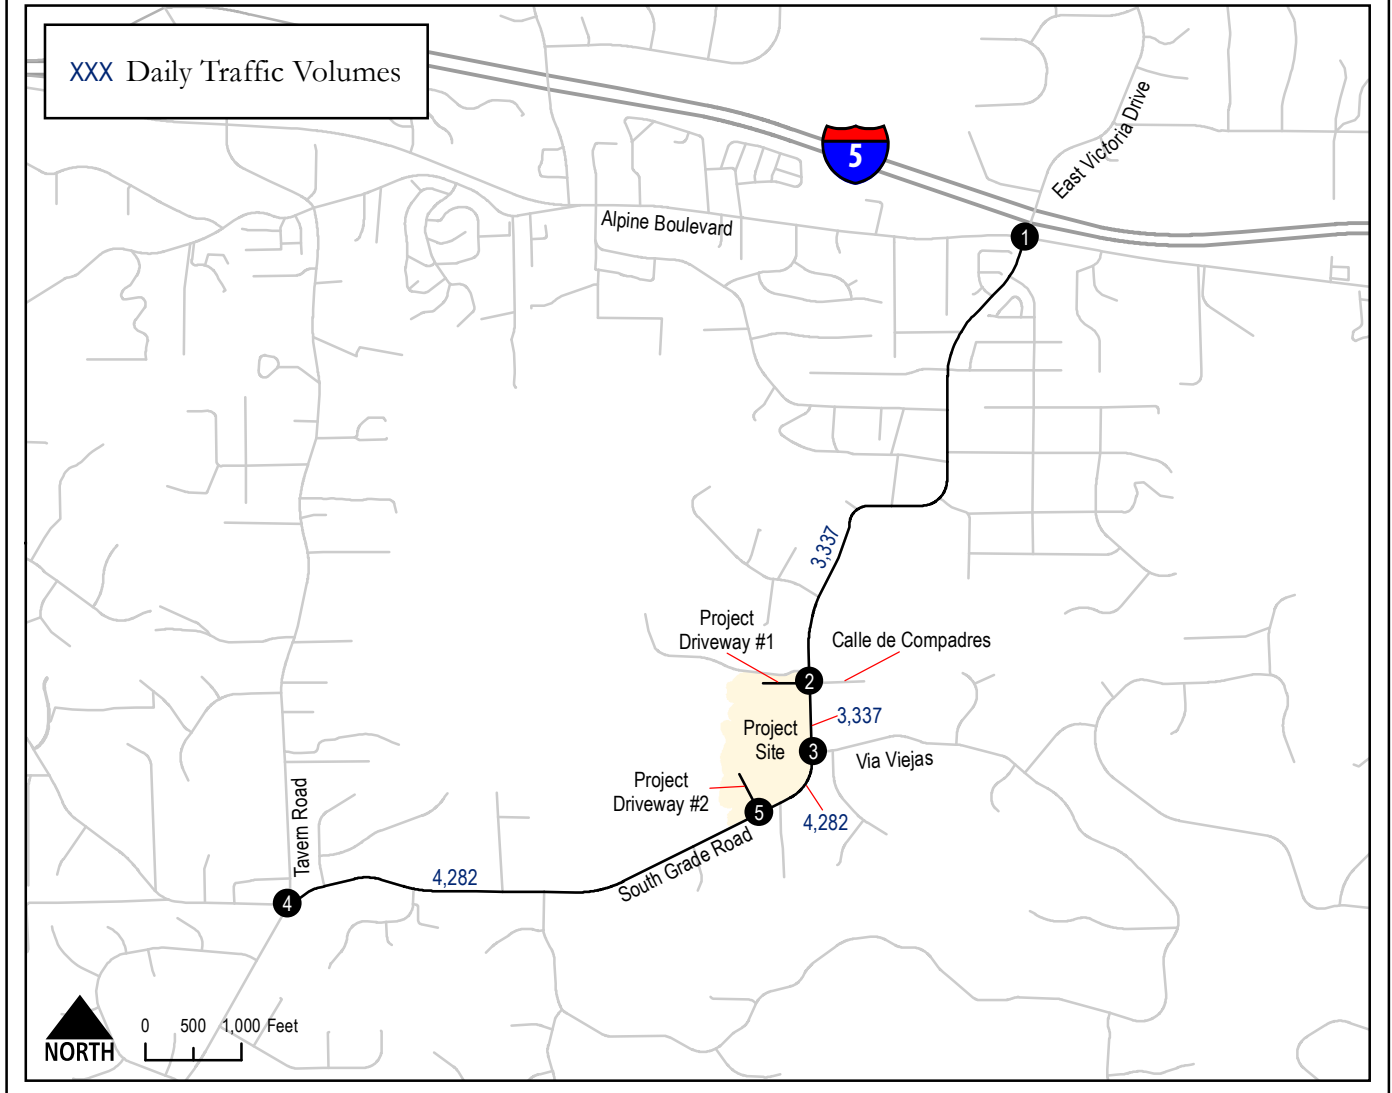 XXX Daily Traffic Volumes
5
East Victoria Drive
Alpine Boulevard
1
3,337
Project
Driveway #1
Calle de Compadres
2
3,337
Project
Site
3
Via Viejas
Project
Driveway #2
5
4,282
South Grade Road
Tavern Road
4,282
4
0 500 1,000 Feet
NORTH